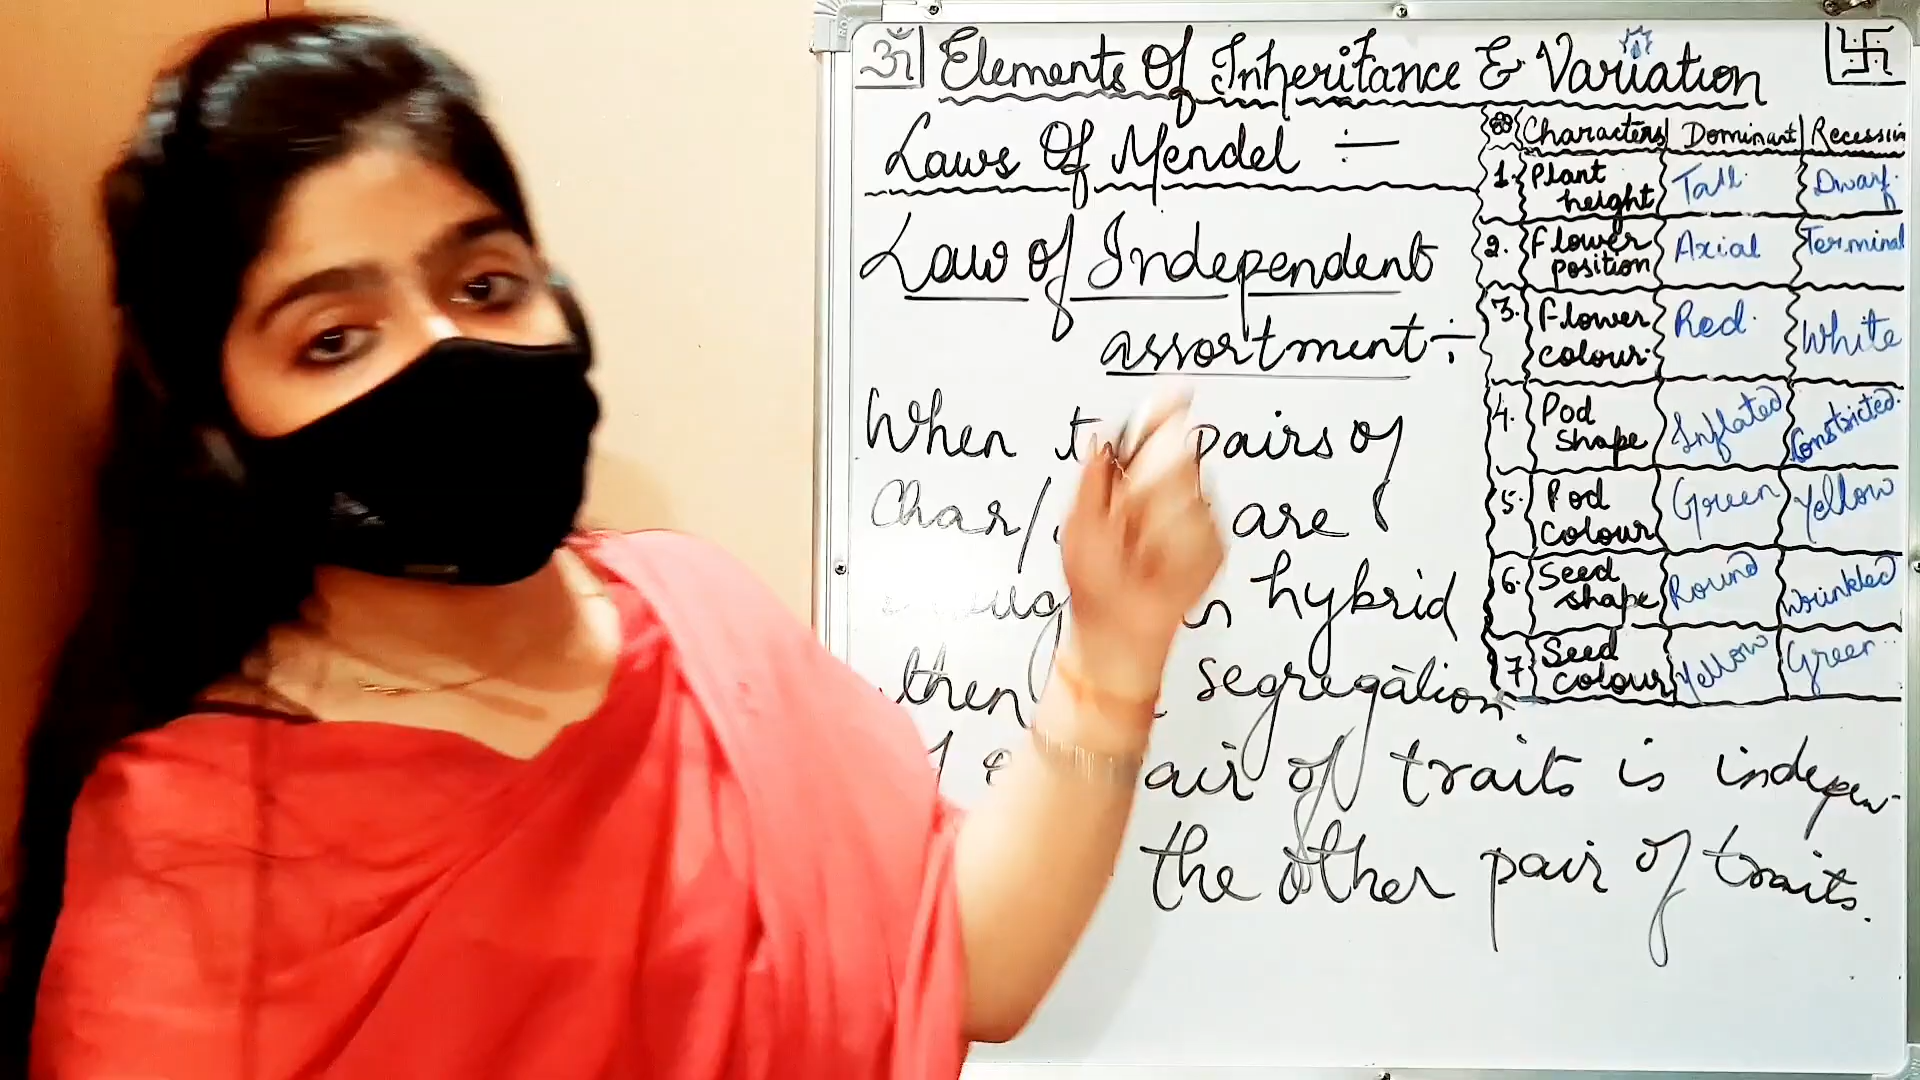 ॐ Elements Of Inheritance & Variation 卐
Laws Of Mendel :-
Law of Independent
assortment :-
When pairs of
Char/ are
hybrid
then segregation
of traits is indepen-
the other pair of traits.
Characters Dominant Recessiv
1. Plant height Tall Dwarf
2. Flower position Axial Terminal
3. Flower colour Red White
4. Pod shape Inflated Constricted
5. Pod Colour Green Yellow
6. Seed shape Round Wrinkled
7 Seed colour Yellow Green